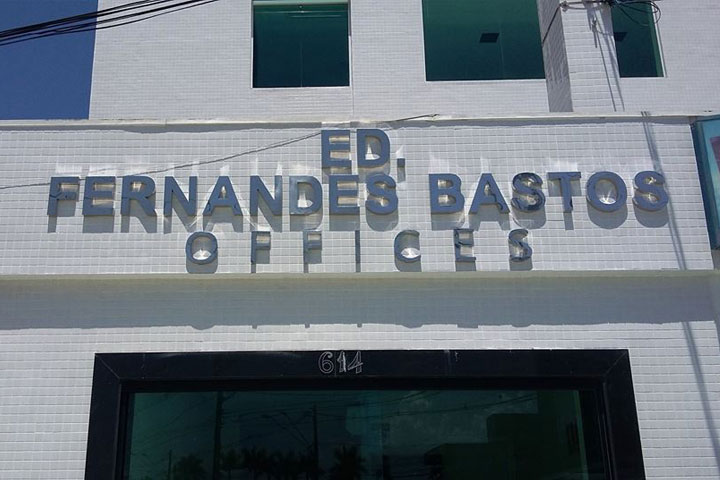 ED.
FERNANDES BASTOS
OFFICES
614